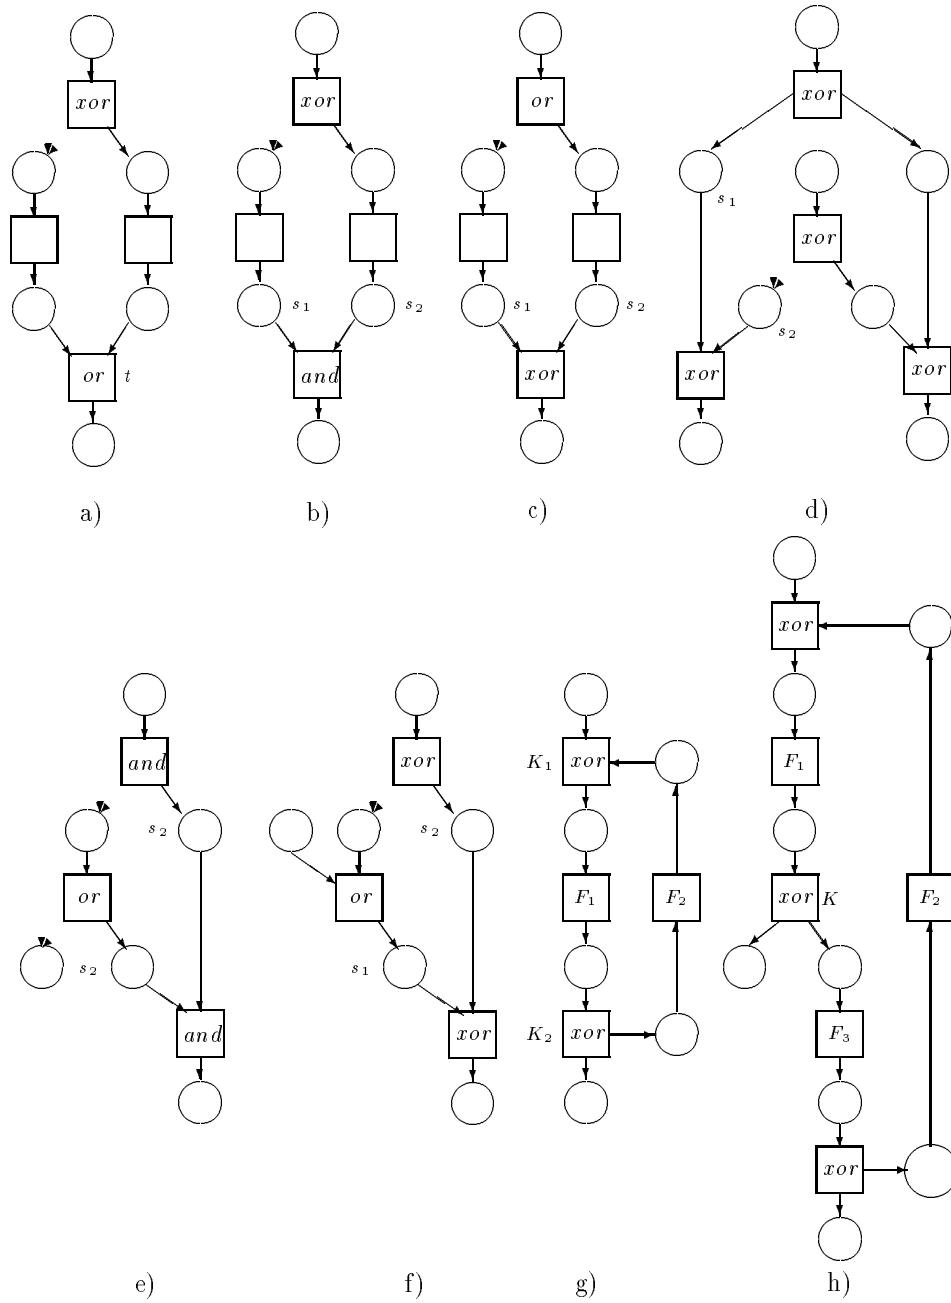 xor
or t
a)
xor
s1 s2
and
b)
or
s1 s2
xor
c)
xor
s1
xor
s2
xor xor
d)
and
s2
or
s2
and
e)
xor
s2
or
s1
xor
f)
K1 xor
F1 F2
K2 xor
g)
xor
F1
xor K F2
F3
xor
h)